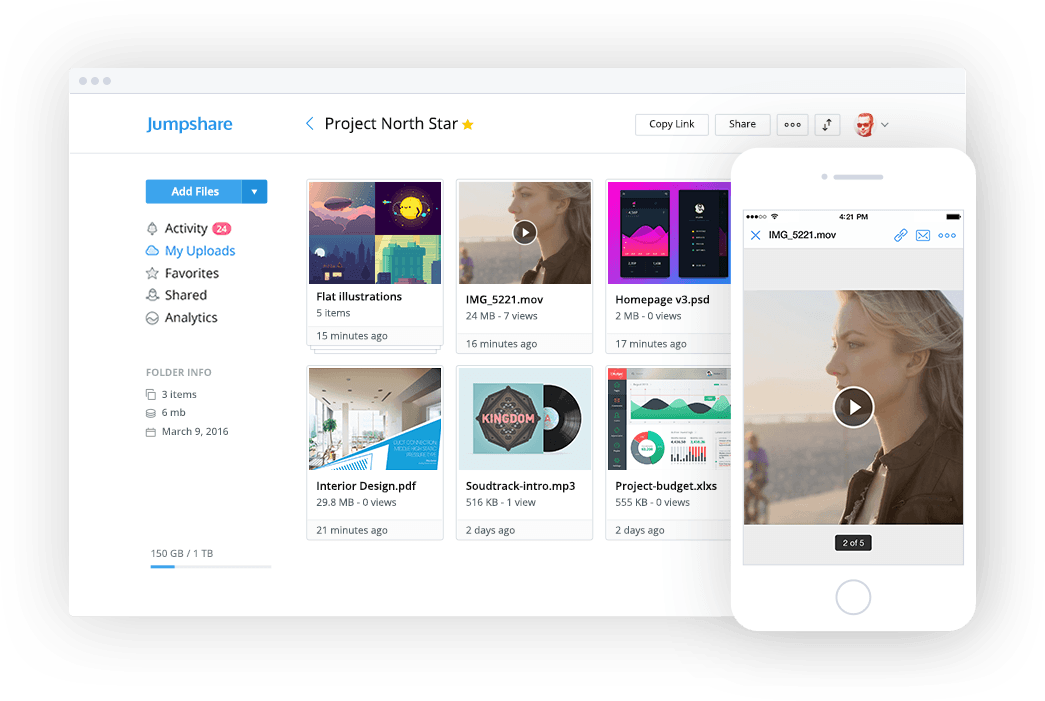 Jumpshare
Project North Star
Copy Link
Share
Add Files
Activity 24
My Uploads
Favorites
Shared
Analytics
FOLDER INFO
3 items
6 mb
March 9, 2016
150 GB / 1 TB
Flat illustrations
5 items
15 minutes ago
IMG_5221.mov
24 MB - 7 views
16 minutes ago
Homepage v3.psd
2 MB - 0 views
17 minutes ago
Interior Design.pdf
29.8 MB - 0 views
21 minutes ago
KINGDOM
Soudtrack-intro.mp3
516 KB - 1 view
2 days ago
Project-budget.xlxs
555 KB - 0 views
2 days ago
4:21 PM
IMG_5221.mov
2 of 5